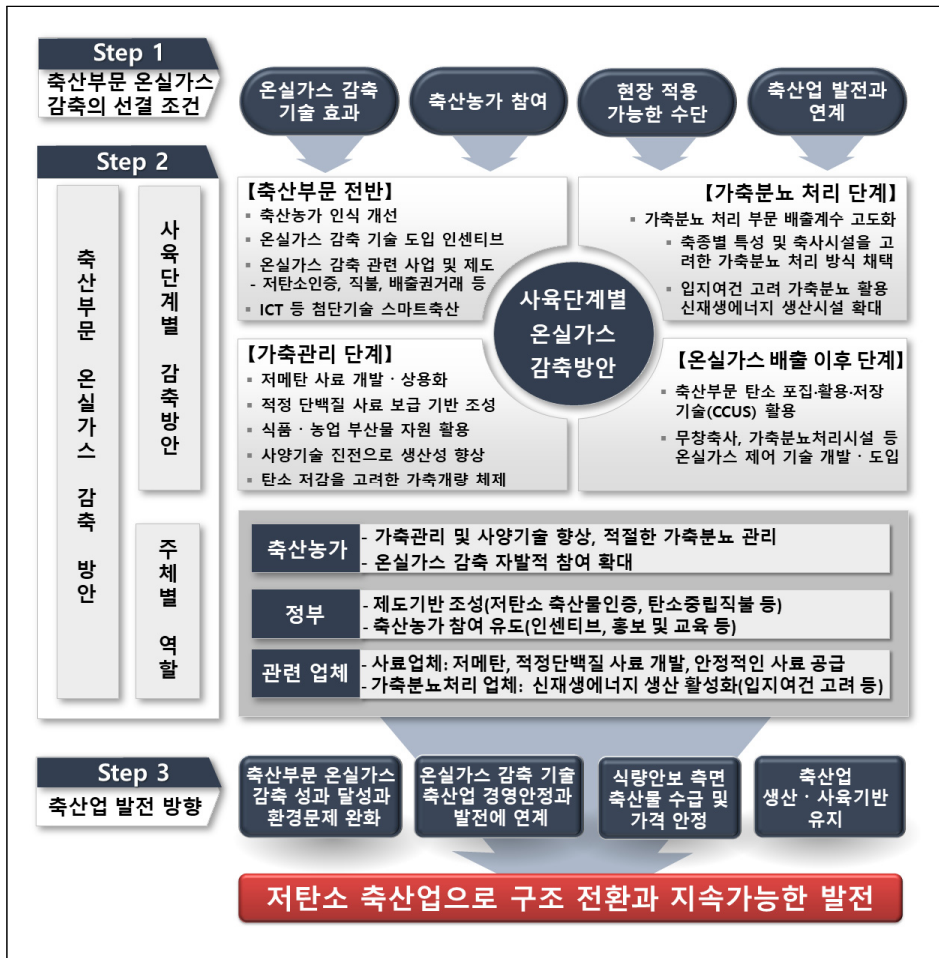 Step 1
축산부문 온실가스
감축의 선결 조건
온실가스 감축
기술 효과
축산농가 참여
현장 적용
가능한 수단
축산업 발전과
연계
Step 2
축산부문 온실가스 감축 방안
사육단계별 감축방안
주체별 역할
【축산부문 전반】
▪ 축산농가 인식 개선
▪ 온실가스 감축 기술 도입 인센티브
▪ 온실가스 감축 관련 사업 및 제도
- 저탄소인증, 직불, 배출권거래 등
▪ ICT 등 첨단기술 스마트축산
【가축분뇨 처리 단계】
▪ 가축분뇨 처리 부문 배출계수 고도화
▪ 축종별 특성 및 축사시설을 고
려한 가축분뇨 처리 방식 채택
▪ 입지여건 고려 가축분뇨 활용
신재생에너지 생산시설 확대
사육단계별
온실가스
감축방안
【가축관리 단계】
▪ 저메탄 사료 개발 · 상용화
▪ 적정 단백질 사료 보급 기반 조성
▪ 식품 · 농업 부산물 자원 활용
▪ 사양기술 진전으로 생산성 향상
▪ 탄소 저감을 고려한 가축개량 체제
【온실가스 배출 이후 단계】
▪ 축산부문 탄소 포집·활용·저장
기술(CCUS) 활용
▪ 무창축사, 가축분뇨처리시설 등
온실가스 제어 기술 개발 · 도입
축산농가
- 가축관리 및 사양기술 향상, 적절한 가축분뇨 관리
- 온실가스 감축 자발적 참여 확대
정부
- 제도기반 조성(저탄소 축산물인증, 탄소중립직불 등)
- 축산농가 참여 유도(인센티브, 홍보 및 교육 등)
관련 업체
- 사료업체: 저메탄, 적정단백질 사료 개발, 안정적인 사료 공급
- 가축분뇨처리 업체: 신재생에너지 생산 활성화(입지여건 고려 등)
Step 3
축산업 발전 방향
축산부문 온실가스
감축 성과 달성과
환경문제 완화
온실가스 감축 기술
축산업 경영안정과
발전에 연계
식량안보 측면
축산물 수급 및
가격 안정
축산업
생산 · 사육기반
유지
저탄소 축산업으로 구조 전환과 지속가능한 발전